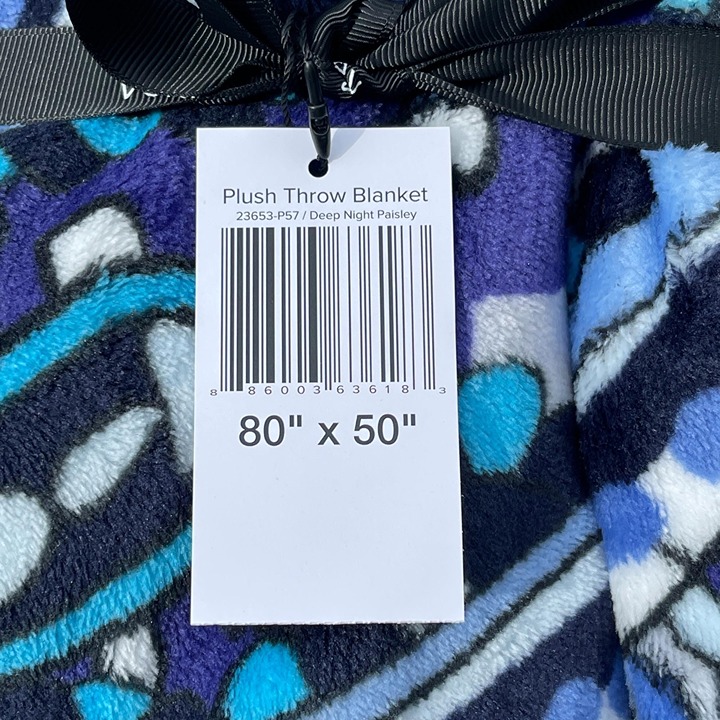 Plush Throw Blanket
23653-P57 / Deep Night Paisley
8 86003 63618 3
80" x 50"